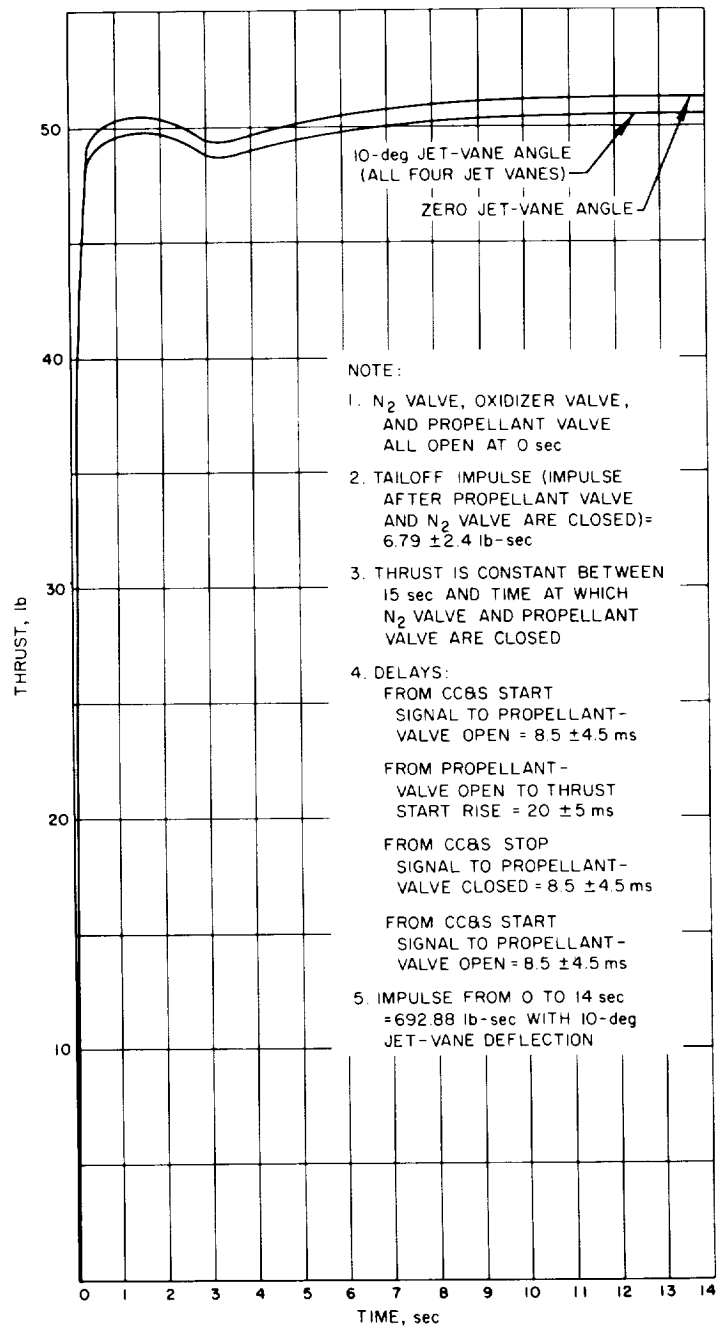 THRUST, lb
50
40
30
20
10
0 1 2 3 4 5 6 7 8 9 10 11 12 13 14
TIME, sec
10-deg JET-VANE ANGLE
(ALL FOUR JET VANES)
ZERO JET-VANE ANGLE
NOTE:
1. N₂ VALVE, OXIDIZER VALVE,
AND PROPELLANT VALVE
ALL OPEN AT 0 sec
2. TAILOFF IMPULSE (IMPULSE
AFTER PROPELLANT VALVE
AND N₂ VALVE ARE CLOSED)=
6.79 ±2.4 lb-sec
3. THRUST IS CONSTANT BETWEEN
15 sec AND TIME AT WHICH
N₂ VALVE AND PROPELLANT
VALVE ARE CLOSED
4. DELAYS:
FROM CC&S START
SIGNAL TO PROPELLANT-
VALVE OPEN = 8.5 ±4.5 ms
FROM PROPELLANT-
VALVE OPEN TO THRUST
START RISE = 20 ±5 ms
FROM CC&S STOP
SIGNAL TO PROPELLANT-
VALVE CLOSED = 8.5 ±4.5 ms
FROM CC&S START
SIGNAL TO PROPELLANT-
VALVE OPEN = 8.5 ±4.5 ms
5. IMPULSE FROM 0 TO 14 sec
=692.88 lb-sec WITH 10-deg
JET-VANE DEFLECTION